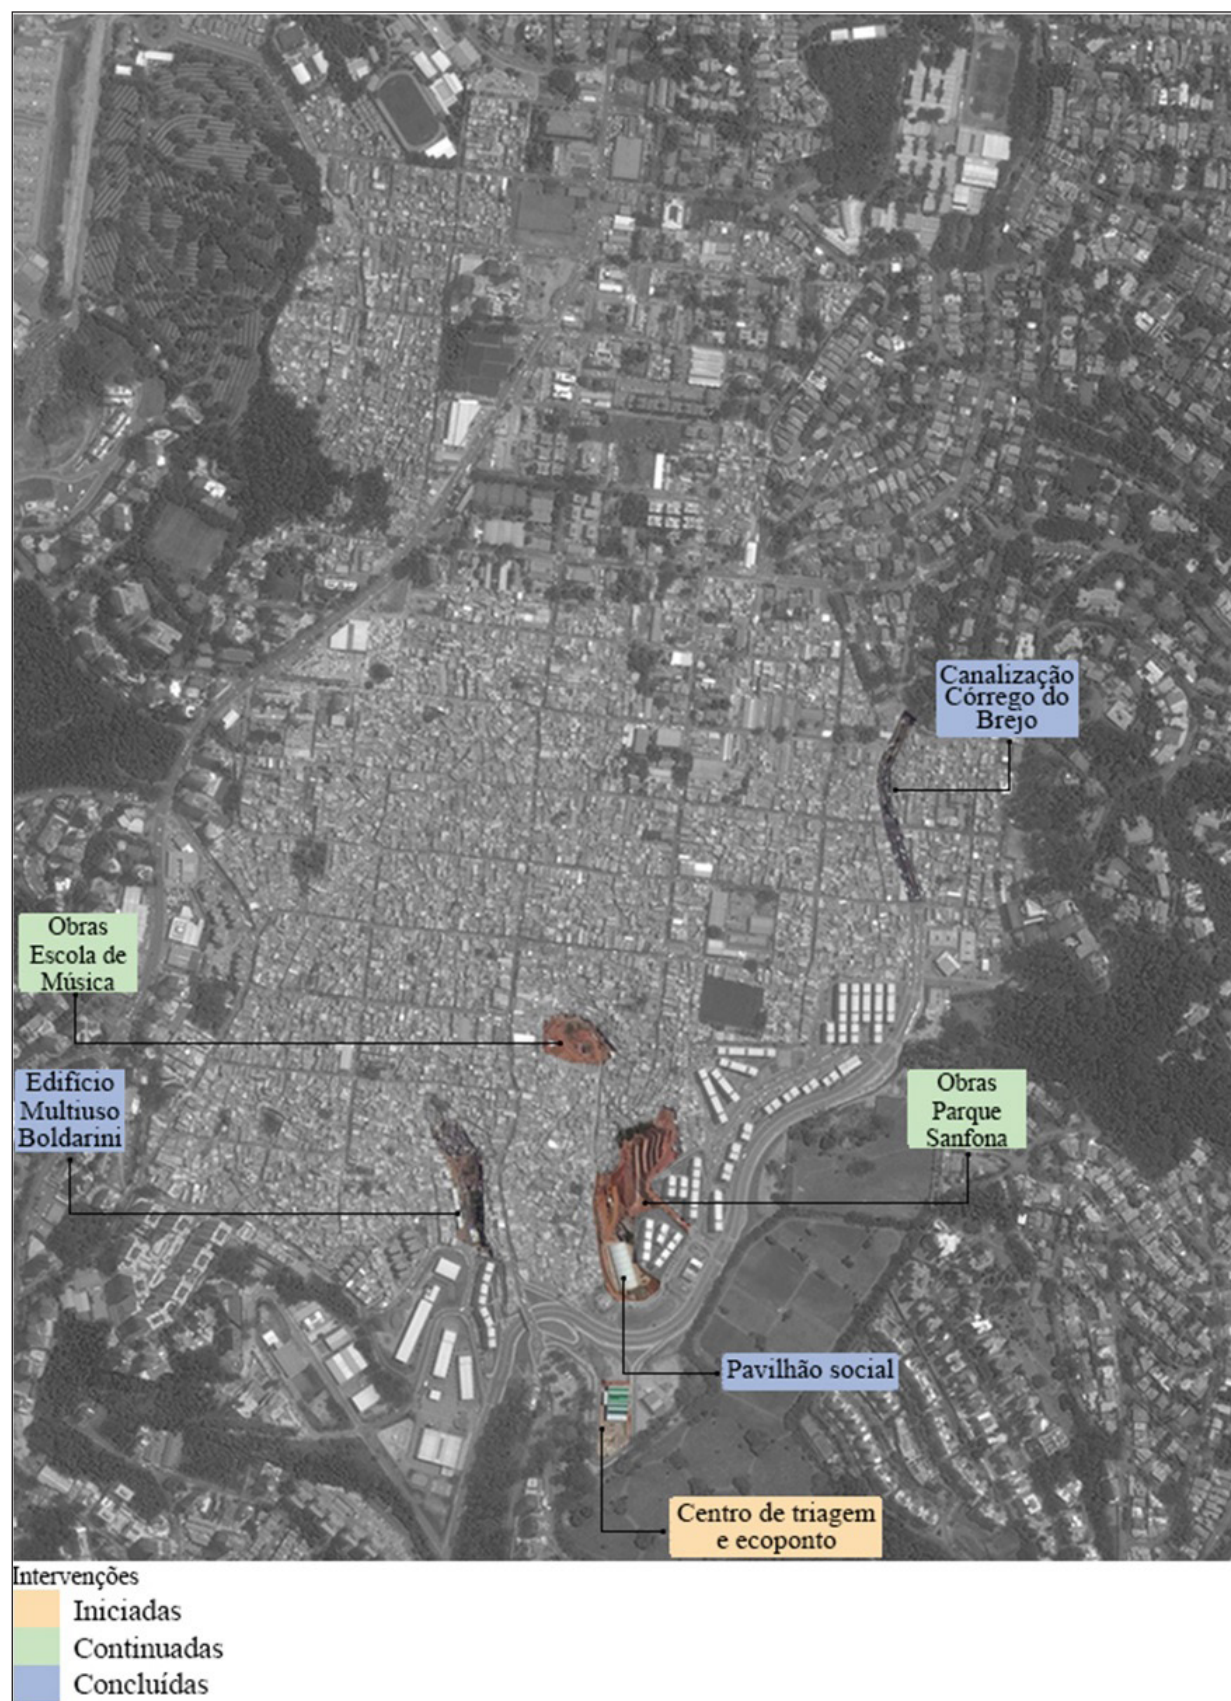 Canalização
Córrego do
Brejo
Obras
Escola de
Música
Edifício
Multiuso
Boldarini
Obras
Parque
Sanfona
Pavilhão social
Centro de triagem
e ecoponto
Intervenções
Iniciadas
Continuadas
Concluídas